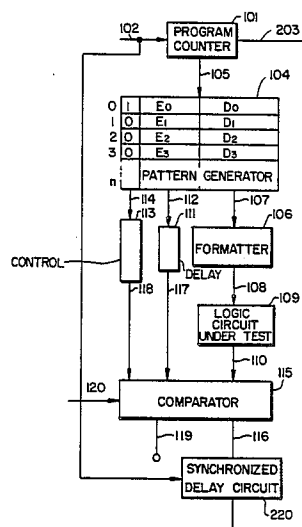 101
102
PROGRAM
COUNTER
203
105
104
0 1 E0 D0
1 0 E1 D1
2 0 E2 D2
3 0 E3 D3
n PATTERN GENERATOR
114 112 107
113 111 106
CONTROL
DELAY
FORMATTER
118 117 108
109
LOGIC
CIRCUIT
UNDER TEST
110
115
120
COMPARATOR
119 116
SYNCHRONIZED
DELAY CIRCUIT
220